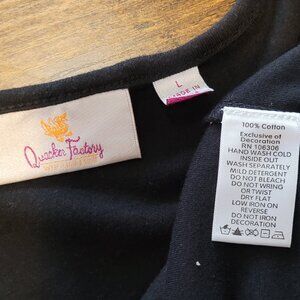 Quacker Factory
L
MADE IN
100% Cotton
Exclusive of
Decoration
RN 106306
HAND WASH COLD
INSIDE OUT
WASH SEPARATELY
MILD DETERGENT
DO NOT BLEACH
DO NOT WRING
OR TWIST
DRY FLAT
LOW IRON ON
REVERSE
DO NOT IRON
DECORATION